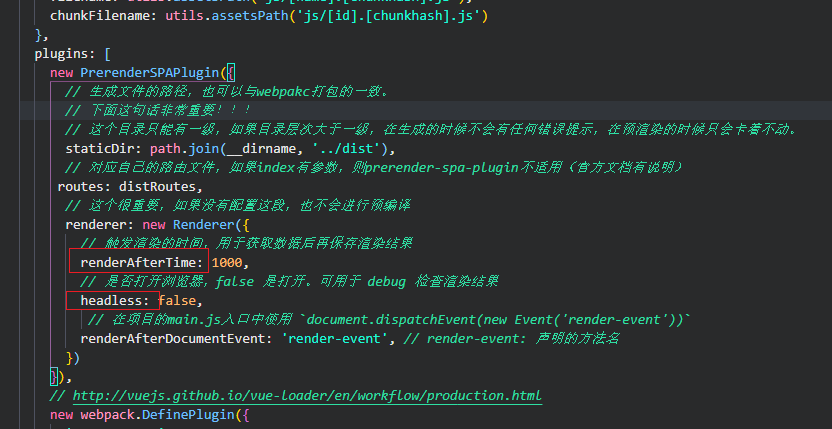 chunkFilename: utils.assetsPath('js/[id].[chunkhash].js')
},
plugins: [
new PrerenderSPAPlugin({
// 生成文件的路径，也可以与webpakc打包的一致。
// 下面这句话非常重要！！！
// 这个目录只能有一级，如果目录层次大于一级，在生成的时候不会有任何错误提示，在预渲染的时候只会卡着不动。
staticDir: path.join(__dirname, '../dist'),
// 对应自己的路由文件，如果index有参数，则prerender-spa-plugin不适用（官方文档有说明）
routes: distRoutes,
// 这个很重要，如果没有配置这段，也不会进行预编译
renderer: new Renderer({
// 触发渲染的时间，用于获取数据后再保存渲染结果
renderAfterTime: 1000,
// 是否打开浏览器，false 是打开。可用于 debug 检查渲染结果
headless: false,
// 在项目的main.js入口中使用 `document.dispatchEvent(new Event('render-event'))`
renderAfterDocumentEvent: 'render-event', // render-event: 声明的方法名
})
}),
// http://vuejs.github.io/vue-loader/en/workflow/production.html
new webpack.DefinePlugin({